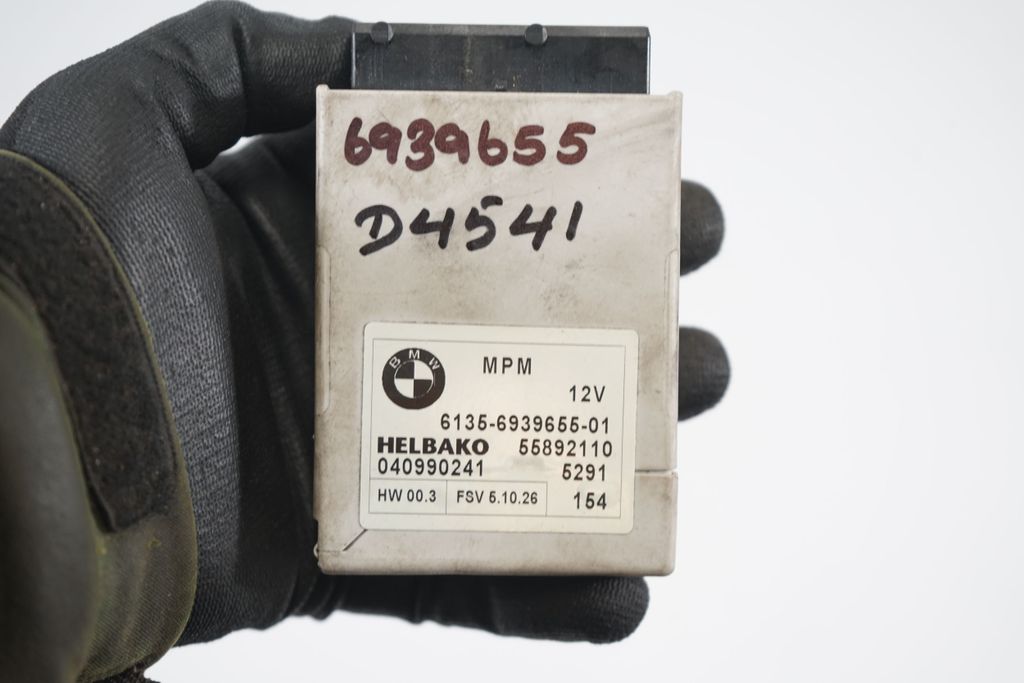 6939655
D4541
BMW
MPM
12V
6135-6939655-01
HELBAKO 55892110
040990241 5291
HW 00.3 FSV 5.10.26 154